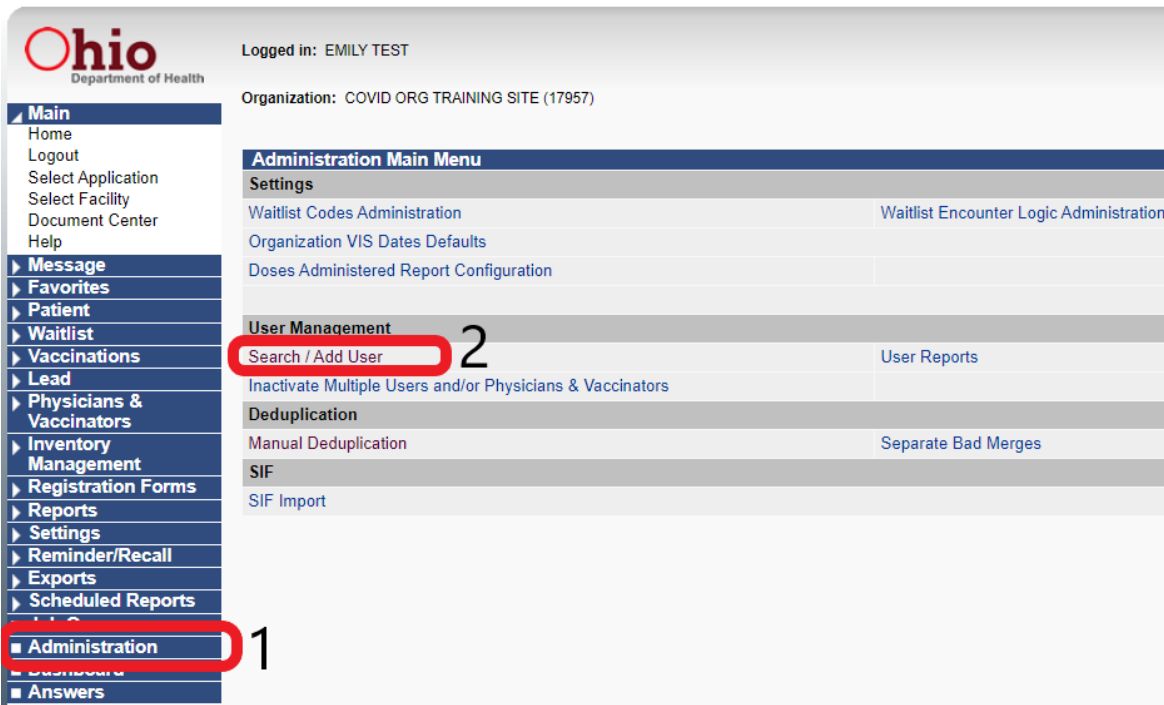 Ohio
Department of Health
Logged in: EMILY TEST
Organization: COVID ORG TRAINING SITE (17957)
Main
Home
Logout
Select Application
Select Facility
Document Center
Help
Message
Favorites
Patient
Waitlist
Vaccinations
Lead
Physicians &
Vaccinators
Inventory
Management
Registration Forms
Reports
Settings
Reminder/Recall
Exports
Scheduled Reports
Administration
1
Dashboard
Answers
Administration Main Menu
Settings
Waitlist Codes Administration
Waitlist Encounter Logic Administration
Organization VIS Dates Defaults
Doses Administered Report Configuration
User Management
Search / Add User
2
User Reports
Inactivate Multiple Users and/or Physicians & Vaccinators
Deduplication
Manual Deduplication
Separate Bad Merges
SIF
SIF Import